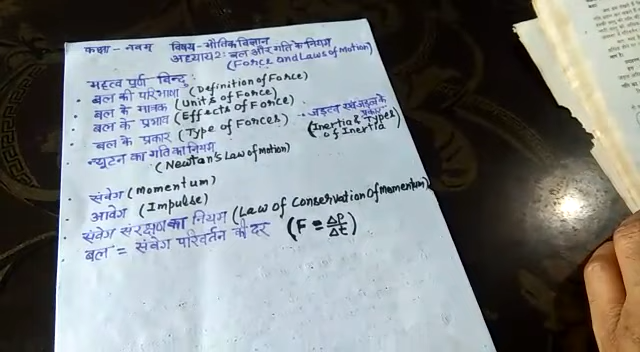 कक्षा - नवम् विषय - भौतिक विज्ञान
अध्याय 2: बल और गति के नियम
(Force and Laws of Motion)
महत्व पूर्ण बिन्दु:
• बल की परिभाषा (Definition of Force)
• बल के मात्रक (Units of Force)
• बल के प्रभाव (Effects of Force)
• बल के प्रकार (Type of Forces)
• जड़त्व एवं जड़त्व के प्रकार
(Inertia & Types of Inertia)
• न्यूटन का गति का नियम
(Newton's Law of Motion)
• संवेग (Momentum)
• आवेग (Impulse)
• संवेग संरक्षण का नियम (Law of Conservation Of Momentum)
• बल = संवेग परिवर्तन की दर (F = ΔP/Δt)